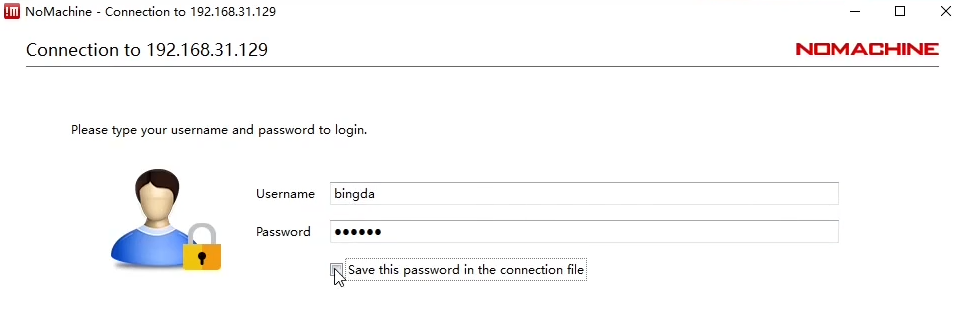 !M NoMachine - Connection to 192.168.31.129
Connection to 192.168.31.129
NOMACHINE
Please type your username and password to login.
Username
bingda
Password
●●●●●●
Save this password in the connection file